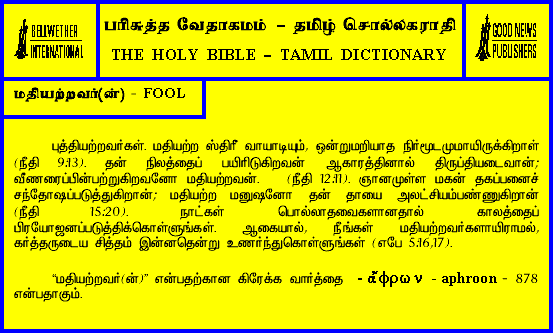 BELLWETHER
INTERNATIONAL
பரிசுத்த வேதாகமம் – தமிழ் சொல்லகராதி
THE HOLY BIBLE – TAMIL DICTIONARY
GOOD NEWS
PUBLISHERS
மதியற்றவர்(ன்) - FOOL
புத்தியற்றவர்கள். மதியற்ற ஸ்திரீ வாயாடியும், ஒன்றுமறியாத நிர்மூடமுமாயிருக்கிறாள்
(நீதி 9:13). தன் நிலத்தைப் பயிரிடுகிறவன் ஆகாரத்தினால் திருப்தியடைவான்;
வீணரைப்பின்பற்றுகிறவனோ மதியற்றவன். (நீதி 12:11). ஞானமுள்ள மகன் தகப்பனைச்
சந்தோஷப்படுத்துகிறான்; மதியற்ற மனுஷனோ தன் தாயை அலட்சியம்பண்ணுகிறான்
(நீதி 15:20). நாட்கள் பொல்லாதவைகளானதால் காலத்தைப்
பிரயோஜனப்படுத்திக்கொள்ளுங்கள். ஆகையால், நீங்கள் மதியற்றவர்களாயிராமல்,
கர்த்தருடைய சித்தம் இன்னதென்று உணர்ந்துகொள்ளுங்கள் (எபே 5:16,17).
“மதியற்றவர்(ன்)” என்பதற்கான கிரேக்க வார்த்தை - ἄφρων - aphroon - 878
என்பதாகும்.